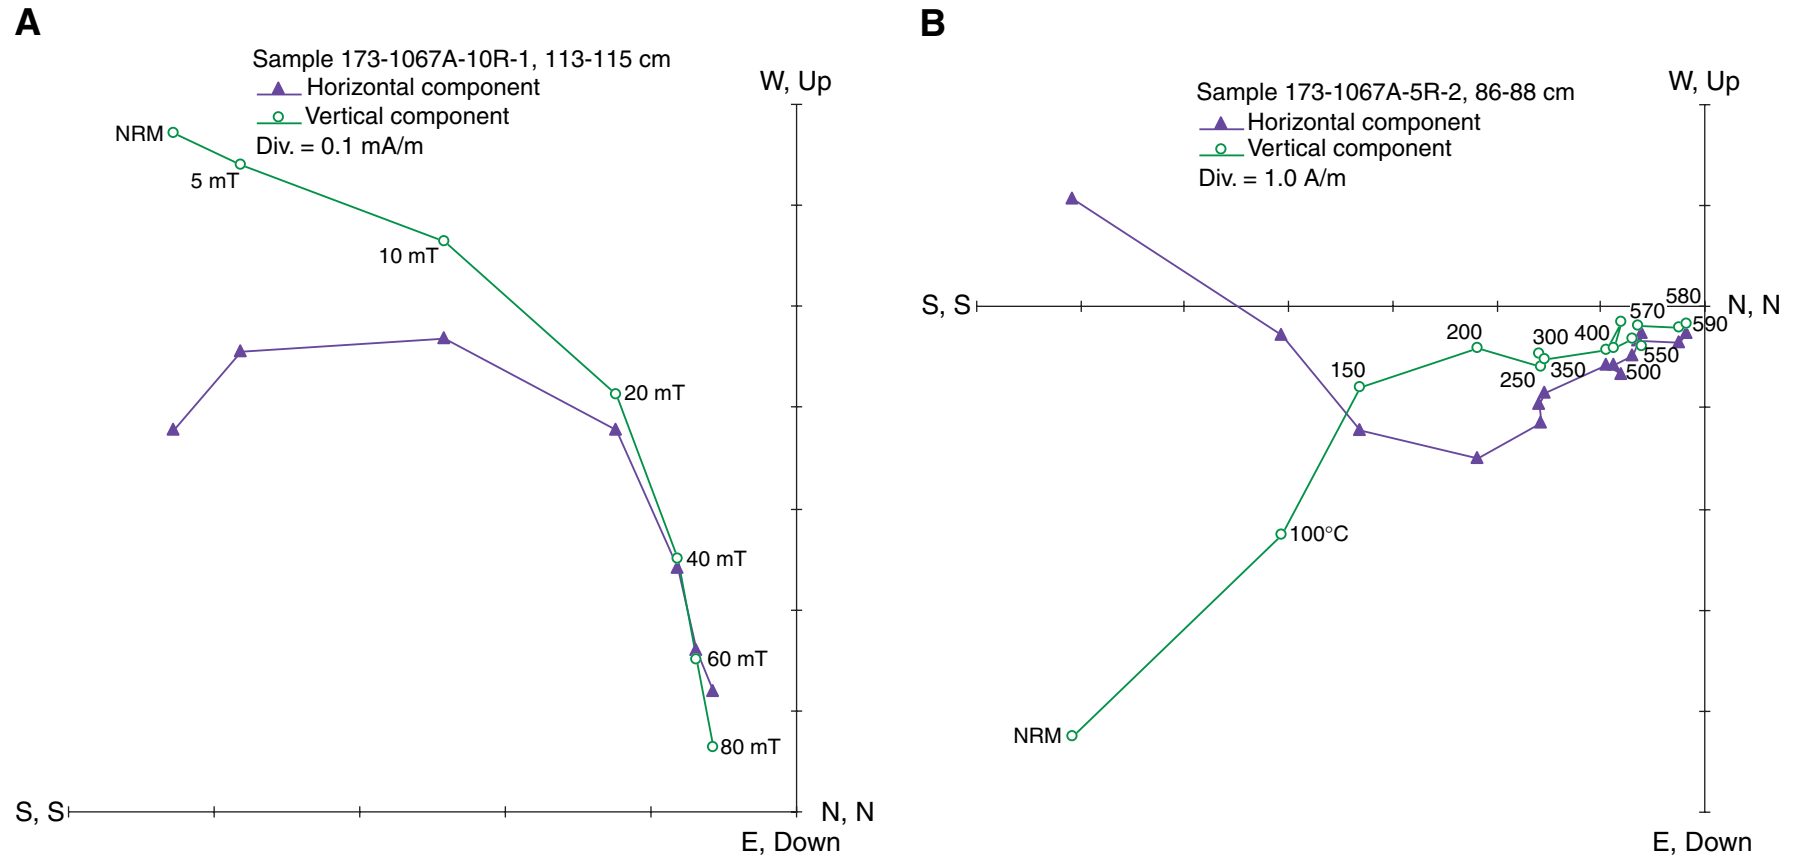 A
Sample 173-1067A-10R-1, 113-115 cm
Horizontal component
Vertical component
Div. = 0.1 mA/m
W, Up
NRM
5 mT
10 mT
20 mT
40 mT
60 mT
80 mT
S, S
N, N
E, Down
B
W, Up
Sample 173-1067A-5R-2, 86-88 cm
Horizontal component
Vertical component
Div. = 1.0 A/m
S, S
N, N
580
570
590
200
300
400
550
150
250
350
500
100°C
NRM
E, Down